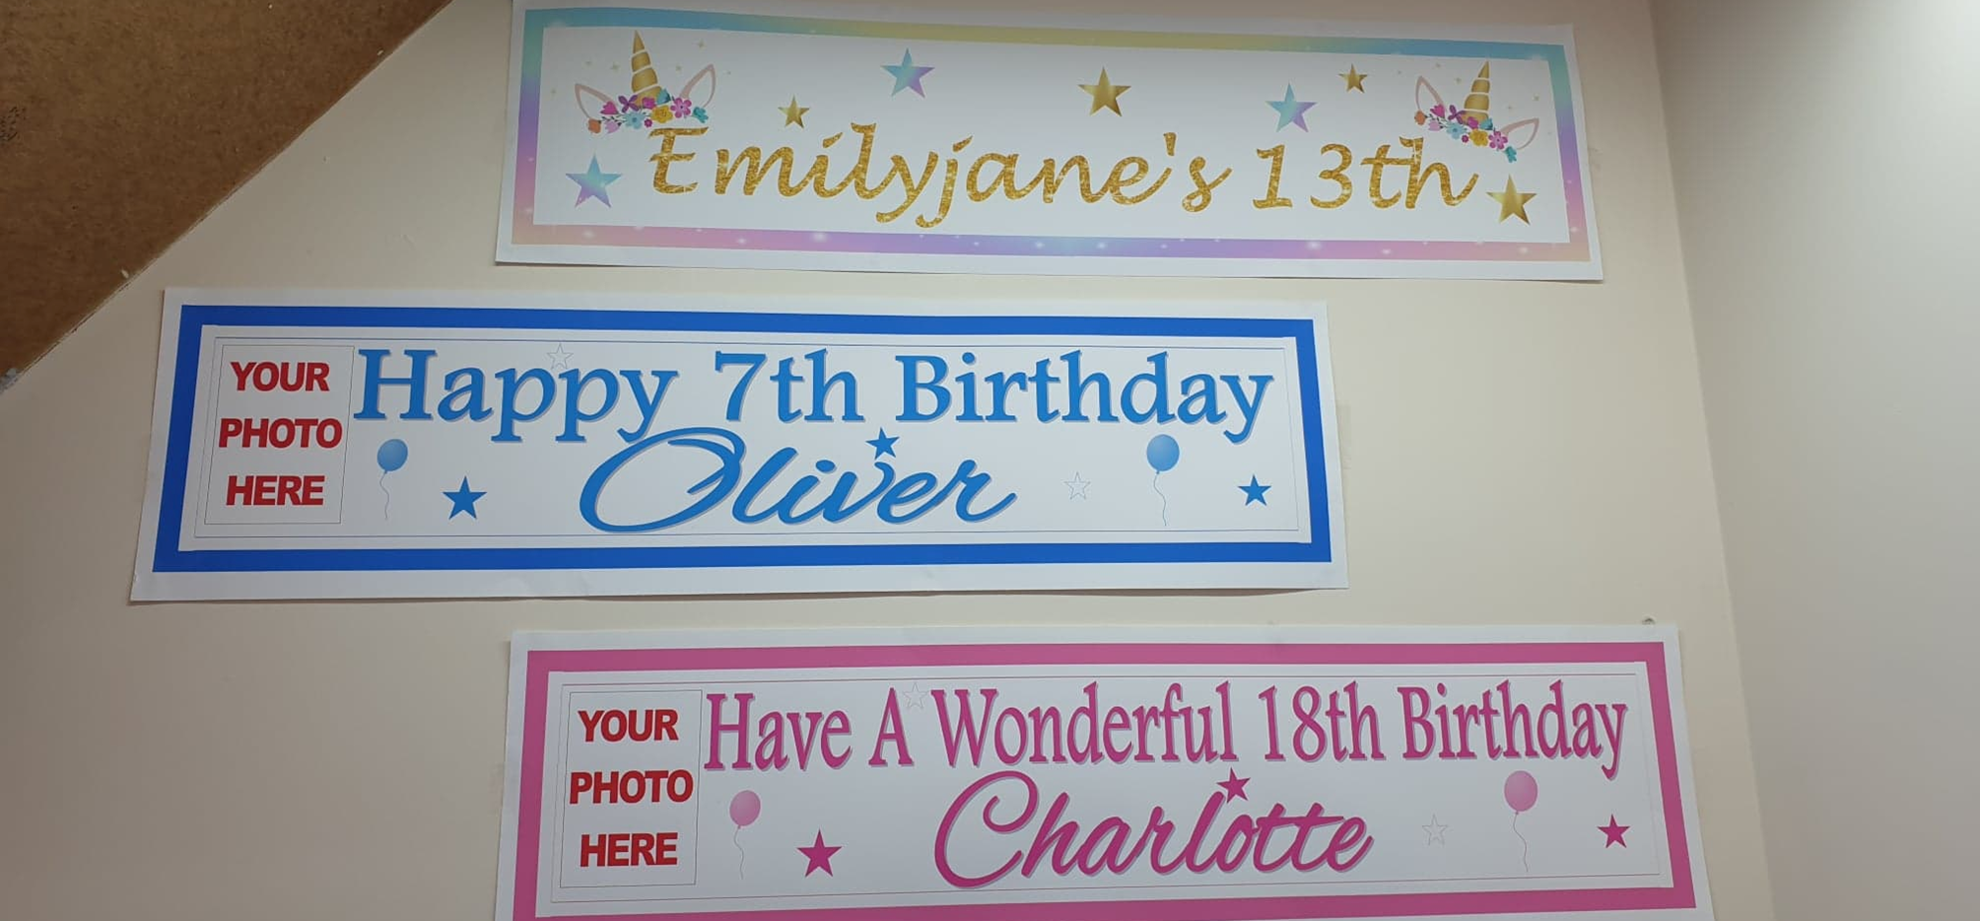 Emilyjane's 13th
YOUR
PHOTO
HERE
Happy 7th Birthday
Oliver
YOUR
PHOTO
HERE
Have A Wonderful 18th Birthday
Charlotte